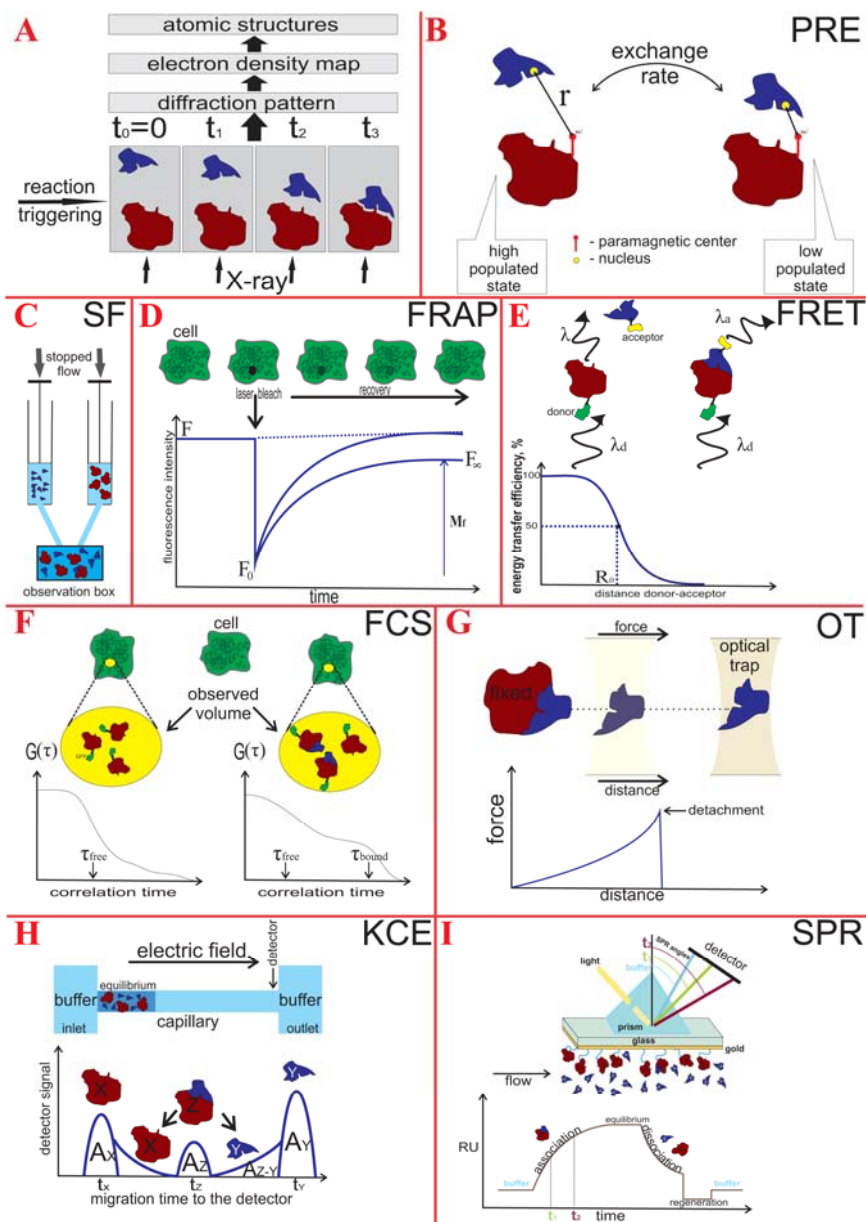 A
atomic structures
electron density map
diffraction pattern
t0=0 t1 t2 t3
reaction
triggering
X-ray
B
PRE
exchange
rate
r
- paramagnetic center
- nucleus
high
populated
state
low
populated
state
C
SF
stopped
flow
observation box
D
FRAP
cell
laser bleach
recovery
fluorescence intensity
F
F0
F∞
Mf
time
E
FRET
λ
acceptor
λa
donor
λd
λd
energy transfer efficiency, %
100
50
Ro
distance donor-acceptor
F
FCS
cell
observed
volume
G(τ)
G(τ)
τfree
τfree
τbound
correlation time
correlation time
G
OT
force
optical
trap
fixed
distance
force
detachment
distance
H
KCE
electric field
detector
buffer
equilibrium
buffer
inlet
capillary
outlet
detector signal
X
Z
Y
X
Y
AX
AZ
AZ-Y
AY
tX
tZ
tY
migration time to the detector
I
SPR
t2
t1
buffer
SPR angles
detector
light
prism
glass
gold
flow
RU
equilibrium
association
dissociation
buffer
buffer
regeneration
t1
t2
time